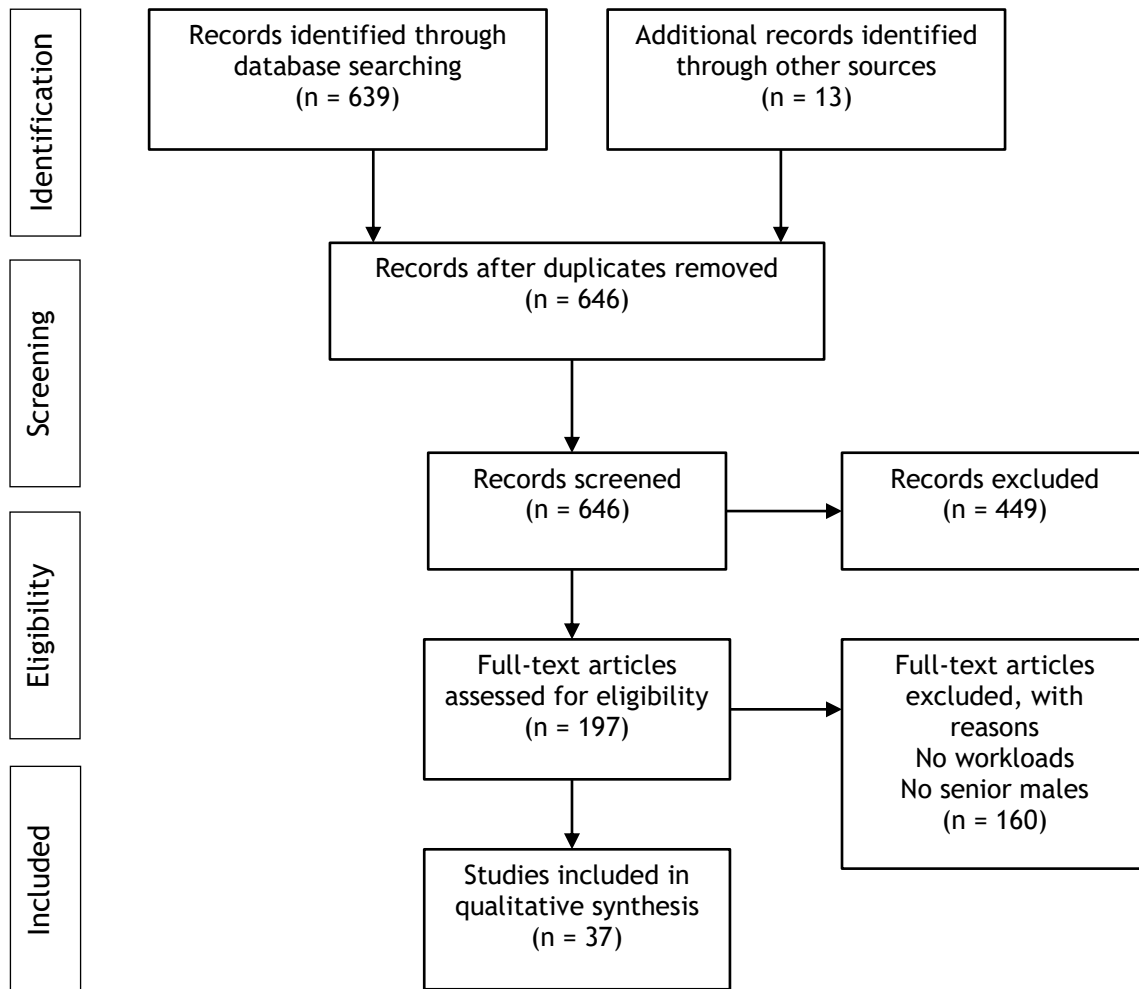 Identification
Records identified through
database searching
(n = 639)
Additional records identified
through other sources
(n = 13)
Screening
Records after duplicates removed
(n = 646)
Records screened
(n = 646)
Records excluded
(n = 449)
Eligibility
Full-text articles
assessed for eligibility
(n = 197)
Full-text articles
excluded, with
reasons
No workloads
No senior males
(n = 160)
Included
Studies included in
qualitative synthesis
(n = 37)